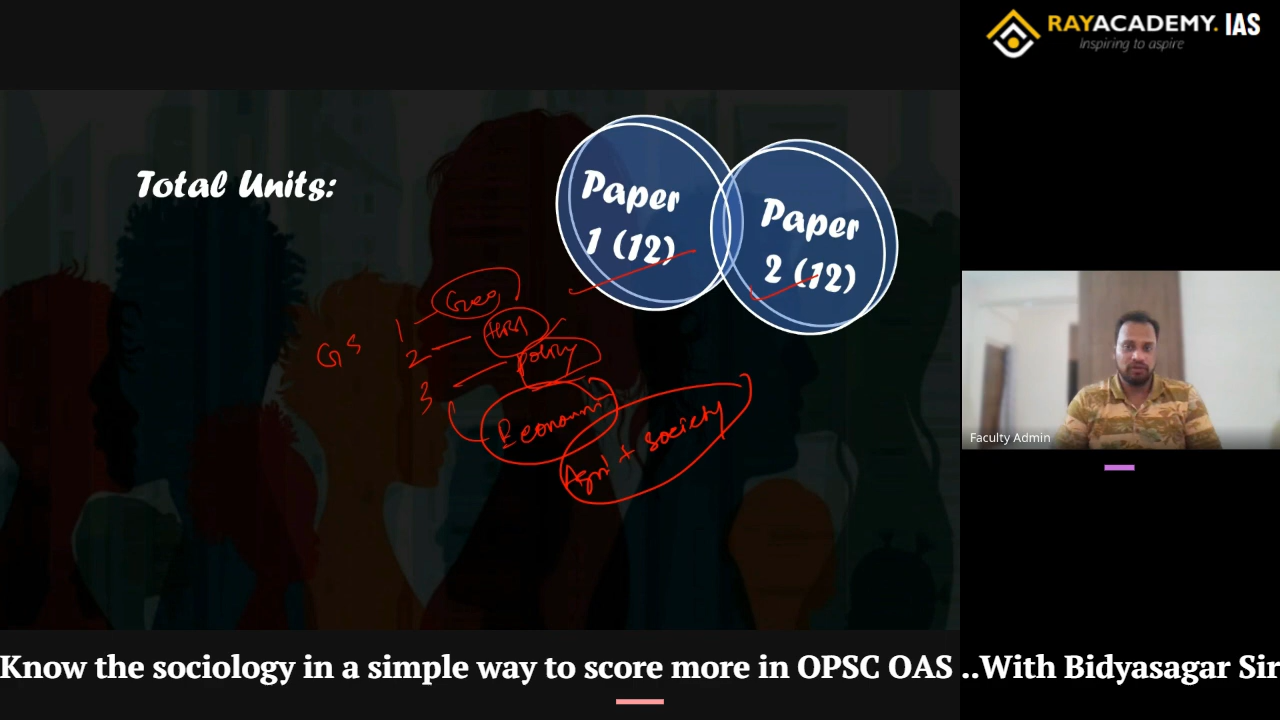 RAYACADEMY. IAS
Inspiring to aspire
Total Units:
Paper
1 (12)
Paper
2 (12)
GS
1
Geog
2
Hist
3
polity
Economic
Agri + society
Faculty Admin
Know the sociology in a simple way to score more in OPSC OAS ..With Bidyasagar Sir